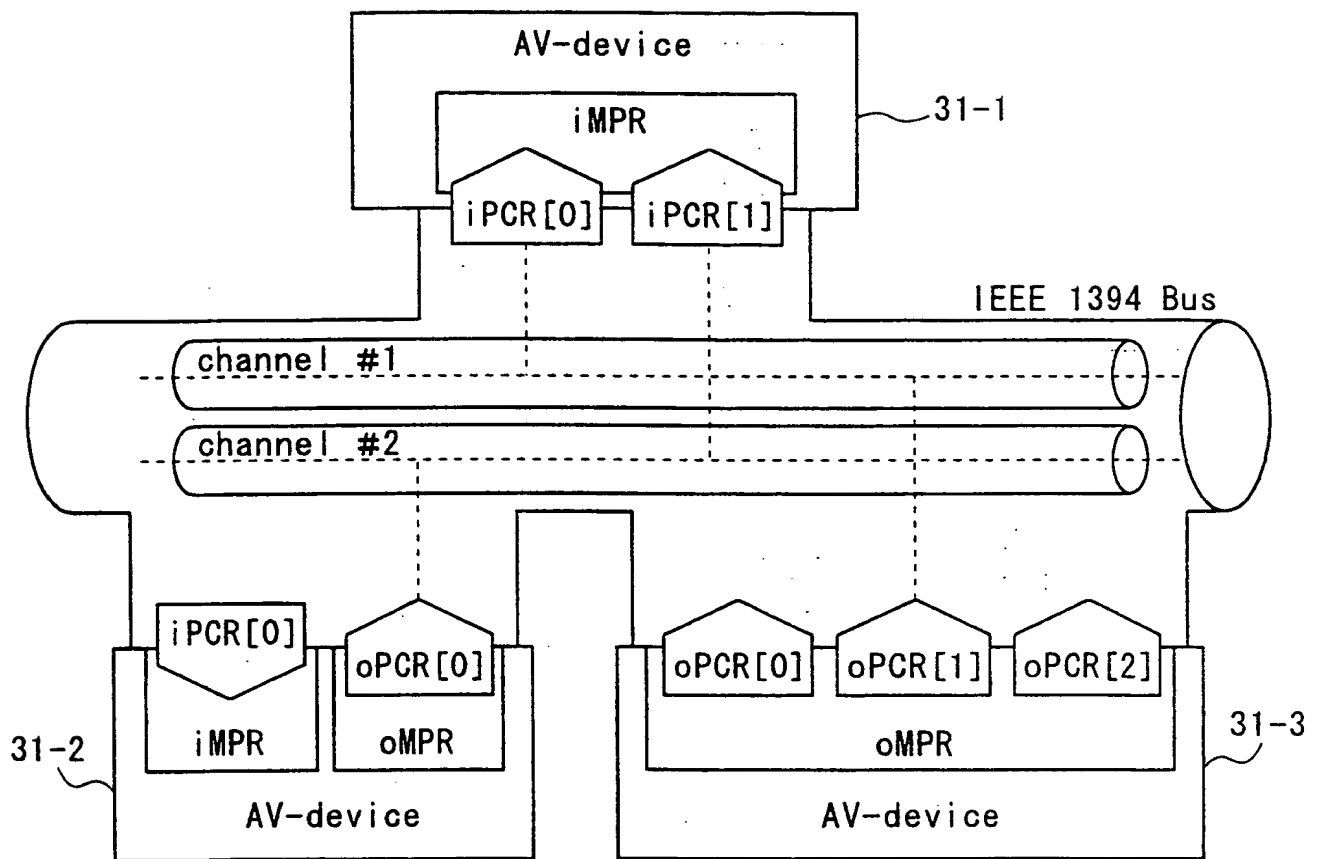 AV-device
iMPR
31-1
iPCR[0]
iPCR[1]
IEEE 1394 Bus
channel #1
channel #2
iPCR[0]
oPCR[0]
oPCR[0]
oPCR[1]
oPCR[2]
31-2
iMPR
oMPR
oMPR
31-3
AV-device
AV-device